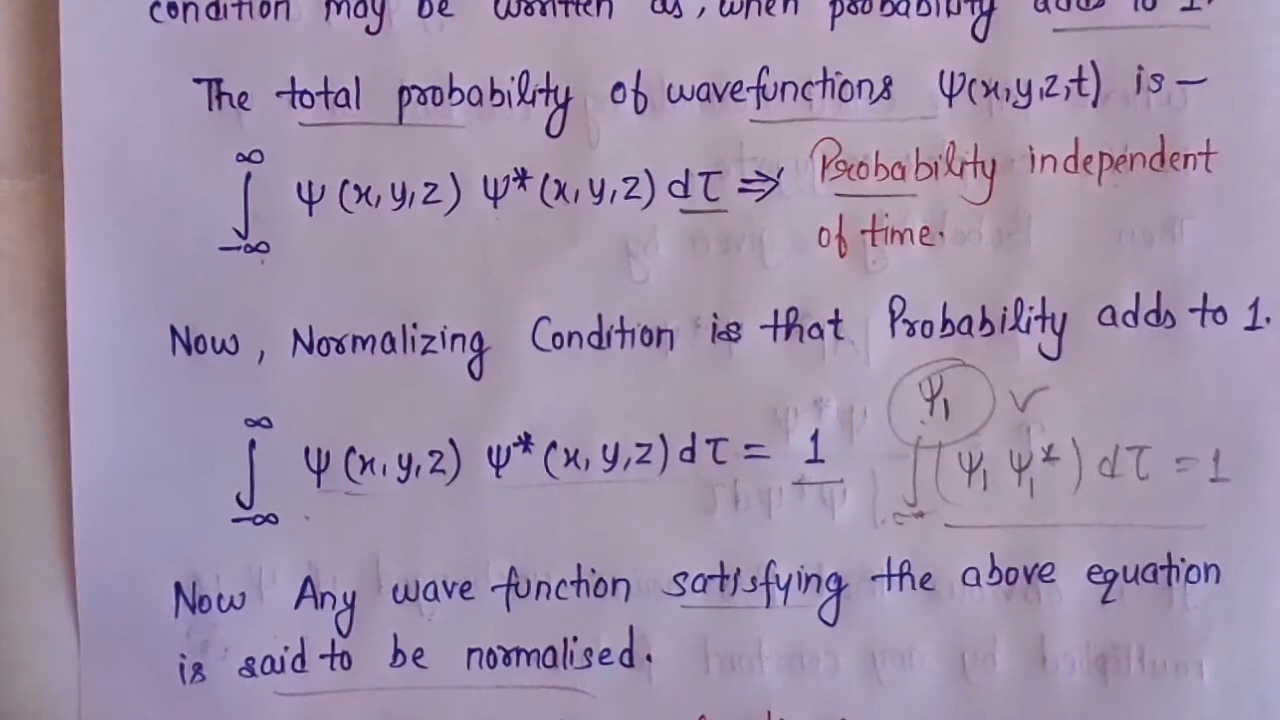 condition may be written as, when probability adds to 1.
The total probability of wavefunctions ψ(x,y,z,t) is –
∫_{-∞}^{∞} ψ(x,y,z) ψ*(x,y,z) dτ ⇒ Probability independent
of time.
Now, Normalizing Condition is that Probability adds to 1.
ψ₁ ✓
∫_{-∞}^{∞} ψ(x,y,z) ψ*(x,y,z) dτ = 1 ∫(ψ₁ ψ₁*) dτ = 1
Now Any wave function satisfying the above equation
is said to be normalised.